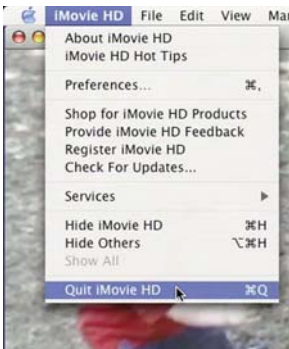 iMovie HD File Edit View
About iMovie HD
iMovie HD Hot Tips
Preferences... ⌘,
Shop for iMovie HD Products
Provide iMovie HD Feedback
Register iMovie HD
Check For Updates...
Services
Hide iMovie HD ⌘H
Hide Others ⌥⌘H
Show All
Quit iMovie HD ⌘Q